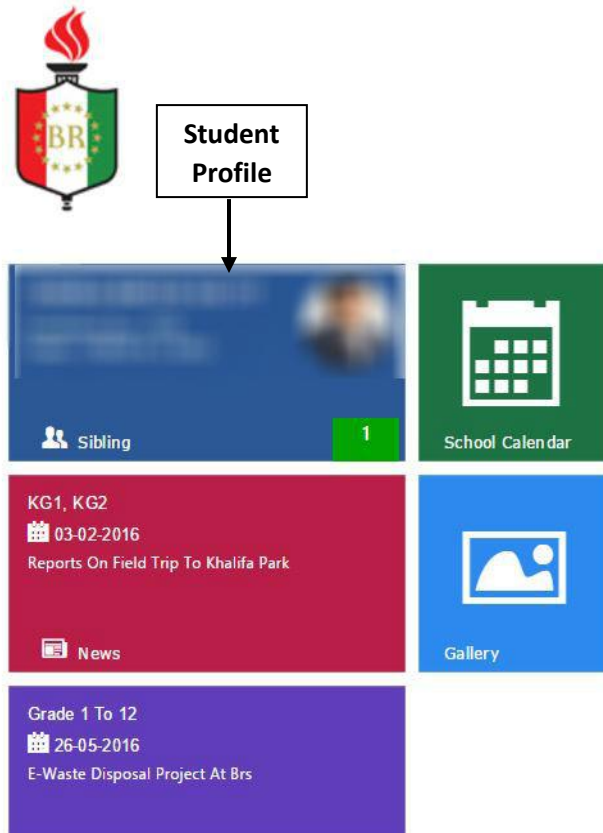 BR
Student
Profile
Sibling
1
School Calendar
KG1, KG2
03-02-2016
Reports On Field Trip To Khalifa Park
News
Gallery
Grade 1 To 12
26-05-2016
E-Waste Disposal Project At Brs